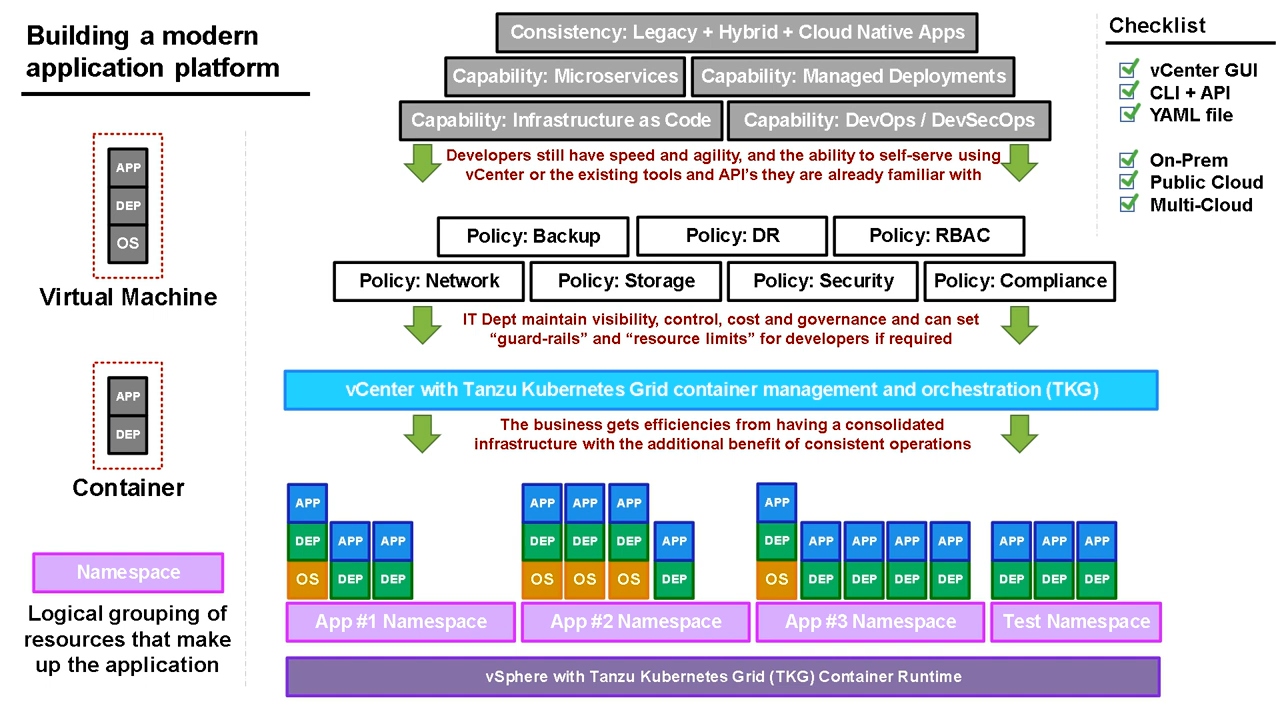 Building a modern
application platform
APP
DEP
OS
Virtual Machine
APP
DEP
Container
Namespace
Logical grouping of
resources that make
up the application
Consistency: Legacy + Hybrid + Cloud Native Apps
Capability: Microservices
Capability: Managed Deployments
Capability: Infrastructure as Code
Capability: DevOps / DevSecOps
Developers still have speed and agility, and the ability to self-serve using
vCenter or the existing tools and API's they are already familiar with
Policy: Backup
Policy: DR
Policy: RBAC
Policy: Network
Policy: Storage
Policy: Security
Policy: Compliance
IT Dept maintain visibility, control, cost and governance and can set
“guard-rails” and “resource limits” for developers if required
vCenter with Tanzu Kubernetes Grid container management and orchestration (TKG)
The business gets efficiencies from having a consolidated
infrastructure with the additional benefit of consistent operations
APP
DEP APP APP
OS DEP DEP
App #1 Namespace
APP APP APP
DEP DEP DEP APP
OS OS OS DEP
App #2 Namespace
APP
DEP APP APP APP APP
OS DEP DEP DEP DEP
App #3 Namespace
APP APP APP
DEP DEP DEP
Test Namespace
vSphere with Tanzu Kubernetes Grid (TKG) Container Runtime
Checklist
vCenter GUI
CLI + API
YAML file
On-Prem
Public Cloud
Multi-Cloud